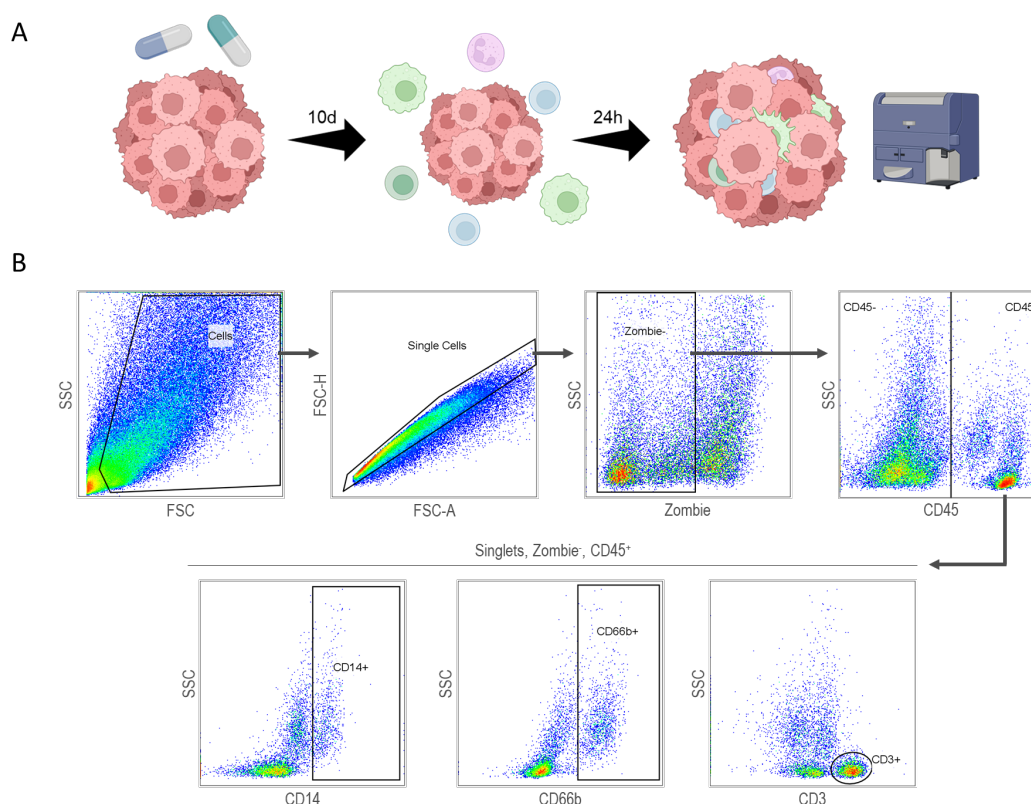 A
10d
24h
B
SSC
Cells
FSC
FSC-H
Single Cells
FSC-A
SSC
Zombie-
Zombie
SSC
CD45-
CD45
CD45
Singlets, Zombie⁻, CD45⁺
SSC
CD14+
CD14
SSC
CD66b+
CD66b
SSC
CD3+
CD3